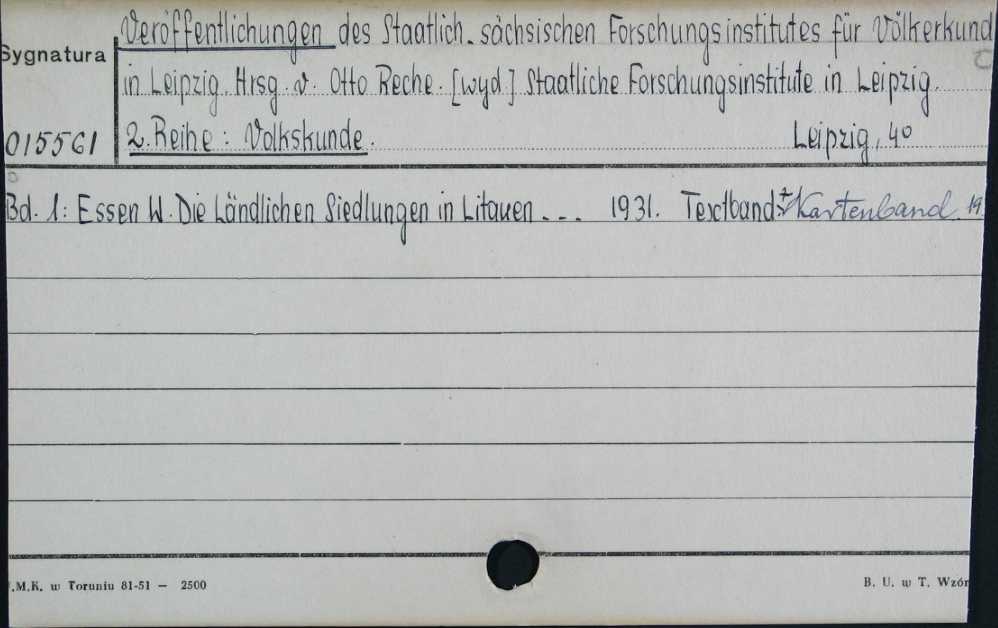 Veröffentlichungen des Staatlich. sächsischen Forschungsinstitutes für Völkerkund
Sygnatura
in Leipzig. Hrsg. v. Otto Reche. [wyd.] Staatliche Forschungsinstitute in Leipzig.
015561 2. Reihe: Volkskunde. Leipzig, 4°
Bd. 1: Essen W. Die Ländlichen Siedlungen in Litauen ... 1931. Textband + Kartenband. 19
.M.K. w Toruniu 81-51 — 2500 B. U. w T. Wzór